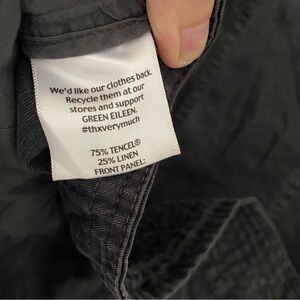 We'd like our clothes back.
Recycle them at our
stores and support
GREEN EILEEN.
#thxverymuch
75% TENCEL®
25% LINEN
FRONT PANEL: